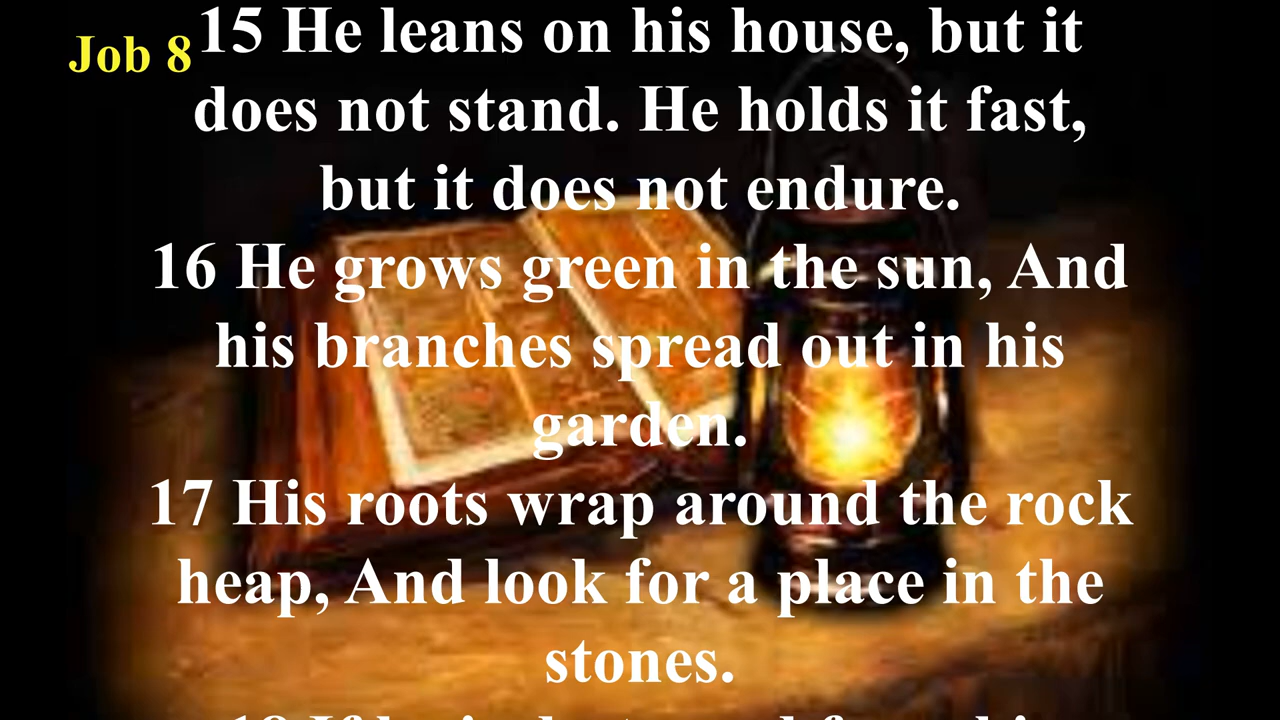 Job 8
15 He leans on his house, but it
does not stand. He holds it fast,
but it does not endure.
16 He grows green in the sun, And
his branches spread out in his
garden.
17 His roots wrap around the rock
heap, And look for a place in the
stones.